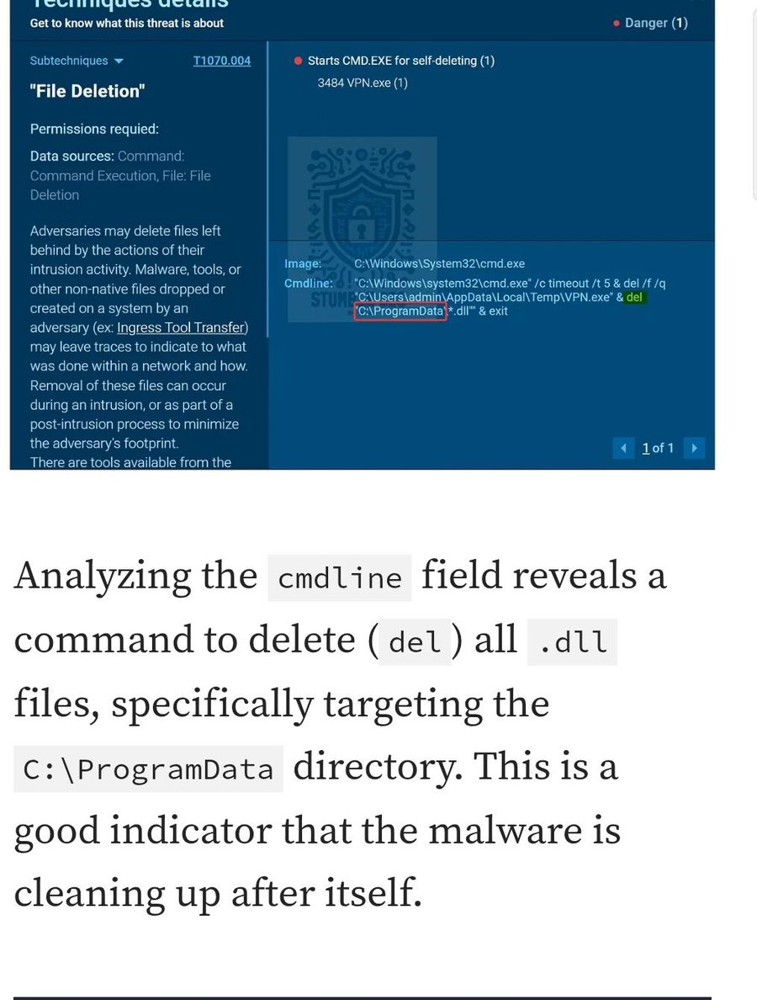 Techniques details
Get to know what this threat is about
Danger (1)
Subtechniques
T1070.004
"File Deletion"
Permissions requied:
Data sources: Command:
Command Execution, File: File
Deletion
Adversaries may delete files left
behind by the actions of their
intrusion activity. Malware, tools, or
other non-native files dropped or
created on a system by an
adversary (ex: Ingress Tool Transfer)
may leave traces to indicate to what
was done within a network and how.
Removal of these files can occur
during an intrusion, or as part of a
post-intrusion process to minimize
the adversary's footprint.
There are tools available from the
Starts CMD.EXE for self-deleting (1)
3484 VPN.exe (1)
Image: C:\Windows\System32\cmd.exe
Cmdline: "C:\Windows\system32\cmd.exe" /c timeout /t 5 & del /f /q
"C:\Users\admin\AppData\Local\Temp\VPN.exe" & del
"C:\ProgramData\*.dll"" & exit
1 of 1
Analyzing the cmdline field reveals a
command to delete ( del ) all .dll
files, specifically targeting the
C:\ProgramData directory. This is a
good indicator that the malware is
cleaning up after itself.